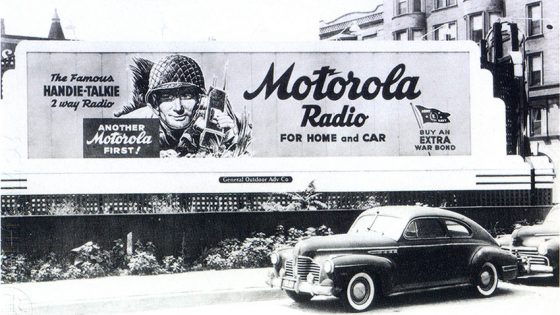 The Famous
HANDIE-TALKIE
2 way Radio
ANOTHER
Motorola
FIRST!
Motorola
Radio
FOR HOME and CAR
BUY AN
EXTRA
WAR BOND
General Outdoor Adv Co